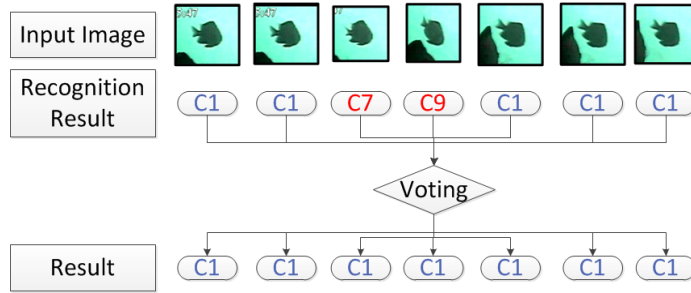 Input Image
Recognition
Result
C1 C1 C7 C9 C1 C1 C1
Voting
Result
C1 C1 C1 C1 C1 C1 C1